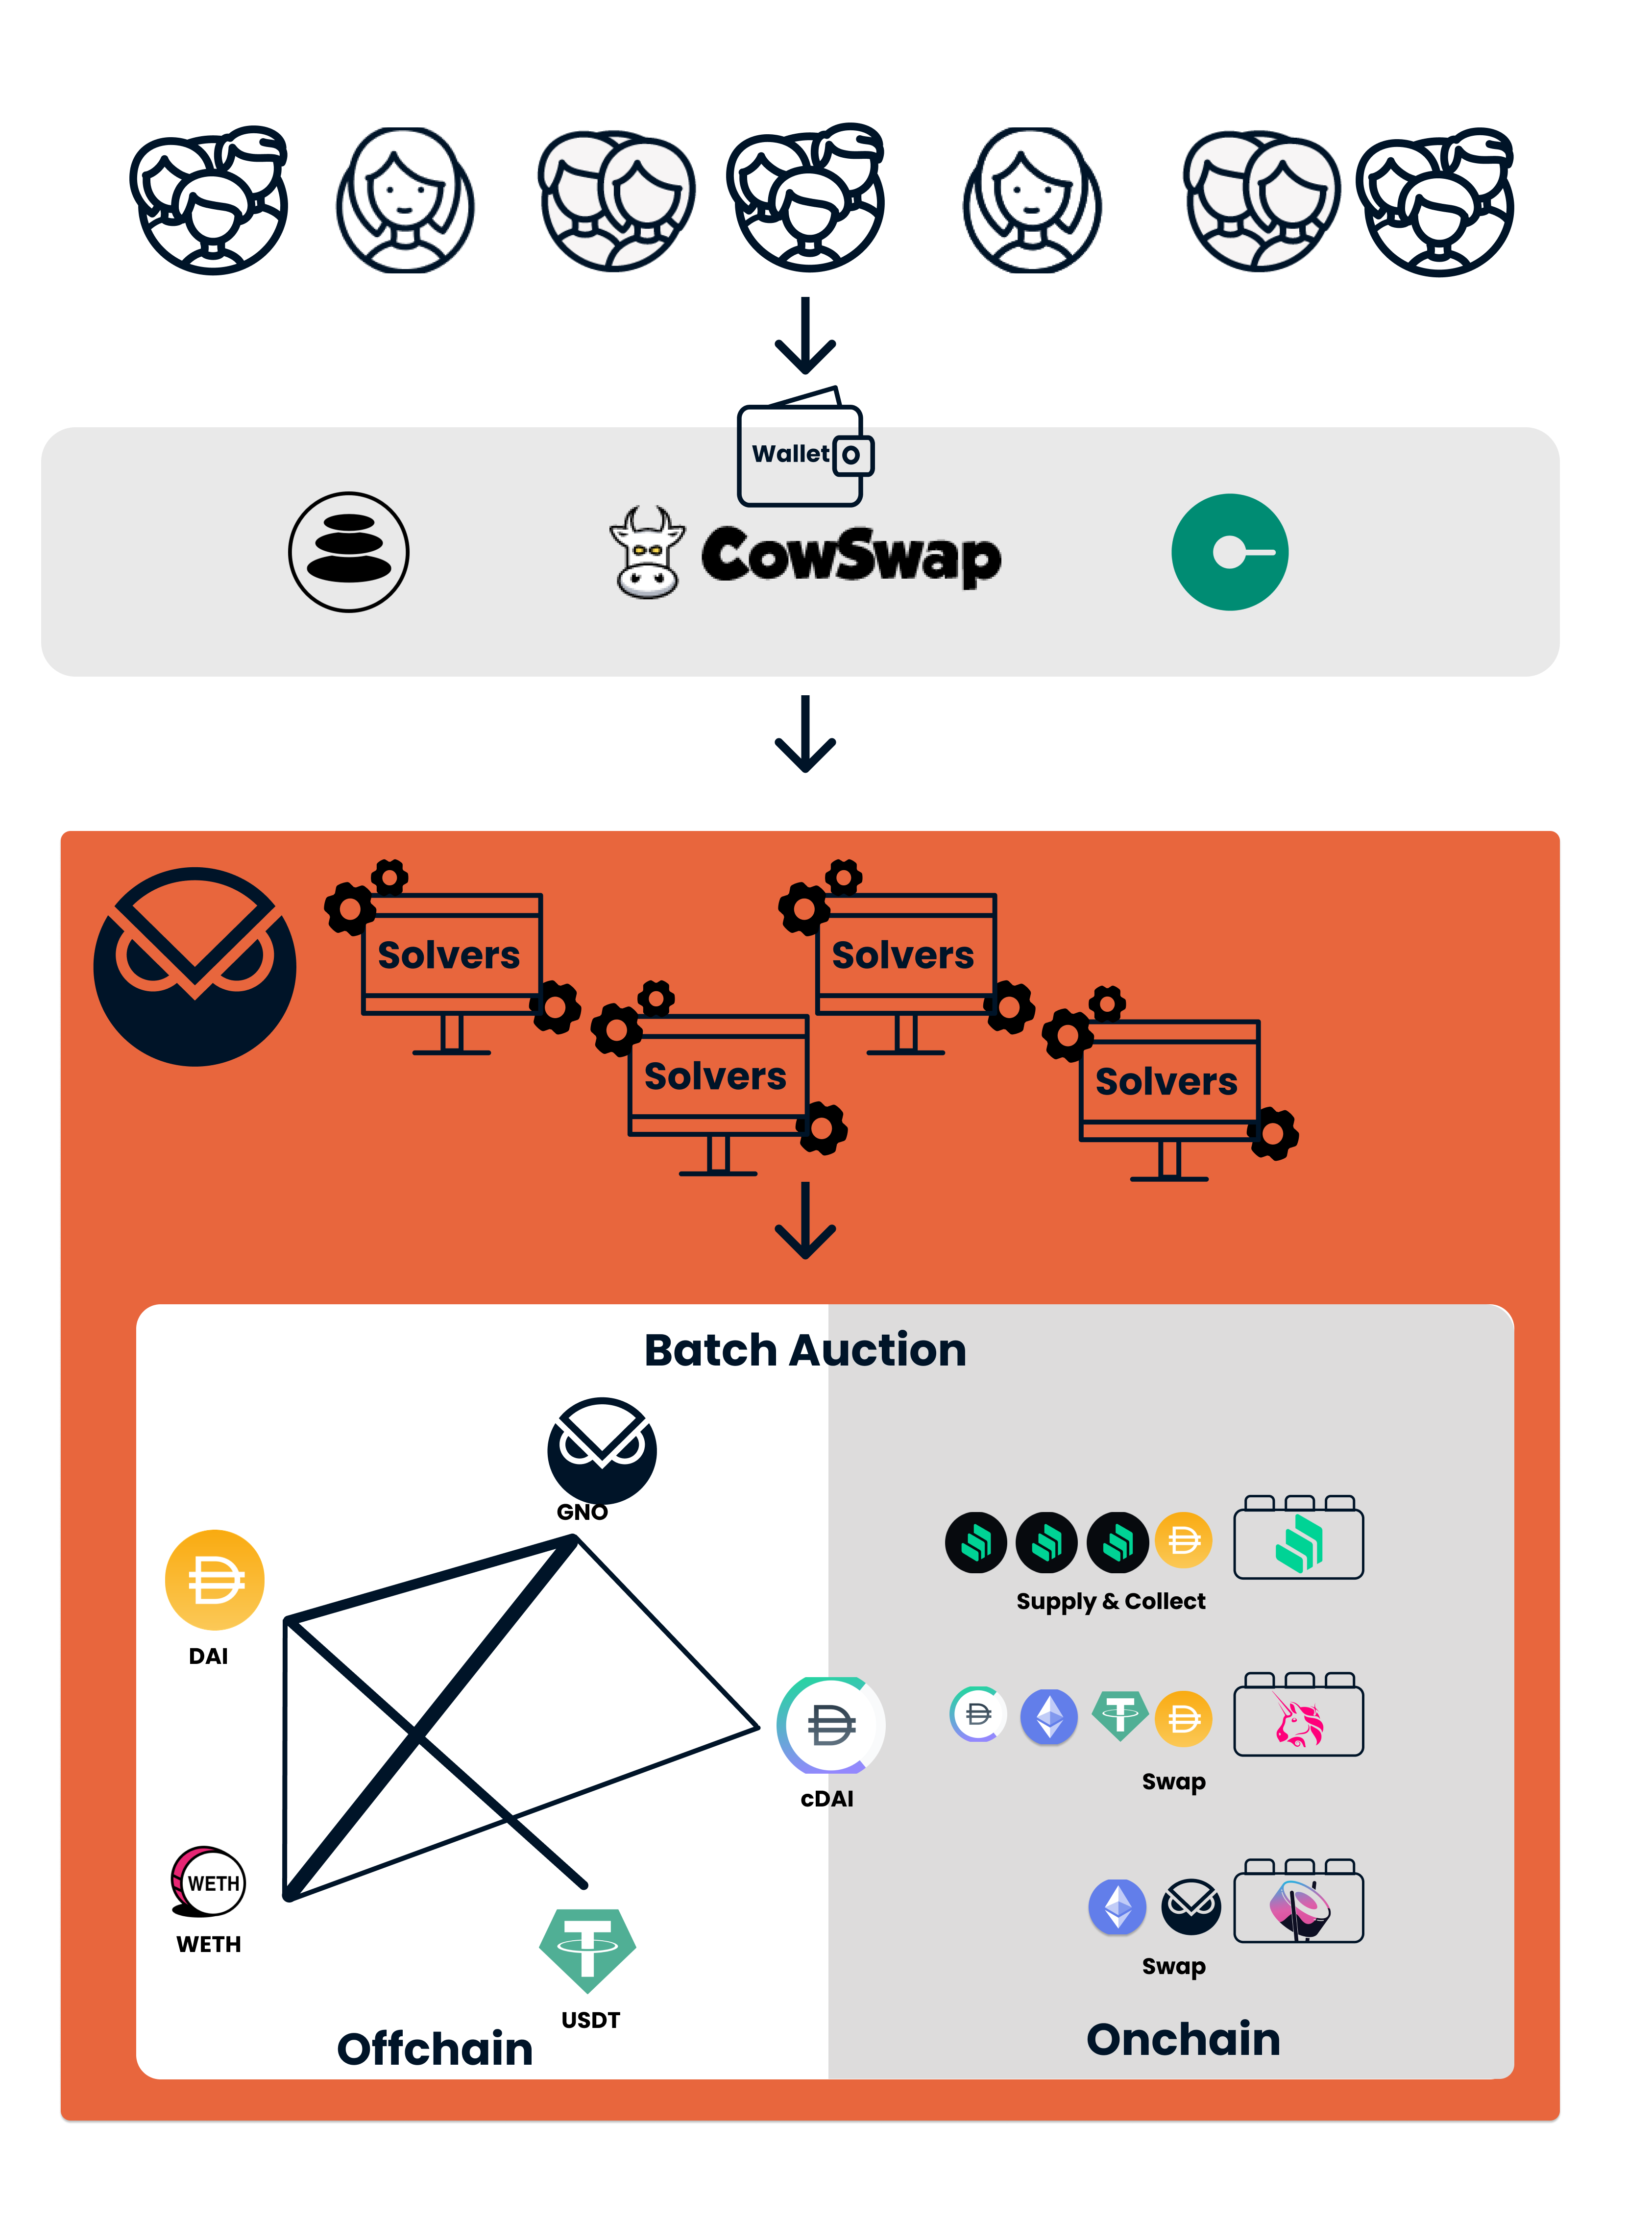 Wallet
CowSwap
Solvers
Solvers
Solvers
Solvers
Batch Auction
GNO
DAI
Supply & Collect
cDAI
Swap
WETH
WETH
Swap
USDT
Offchain
Onchain